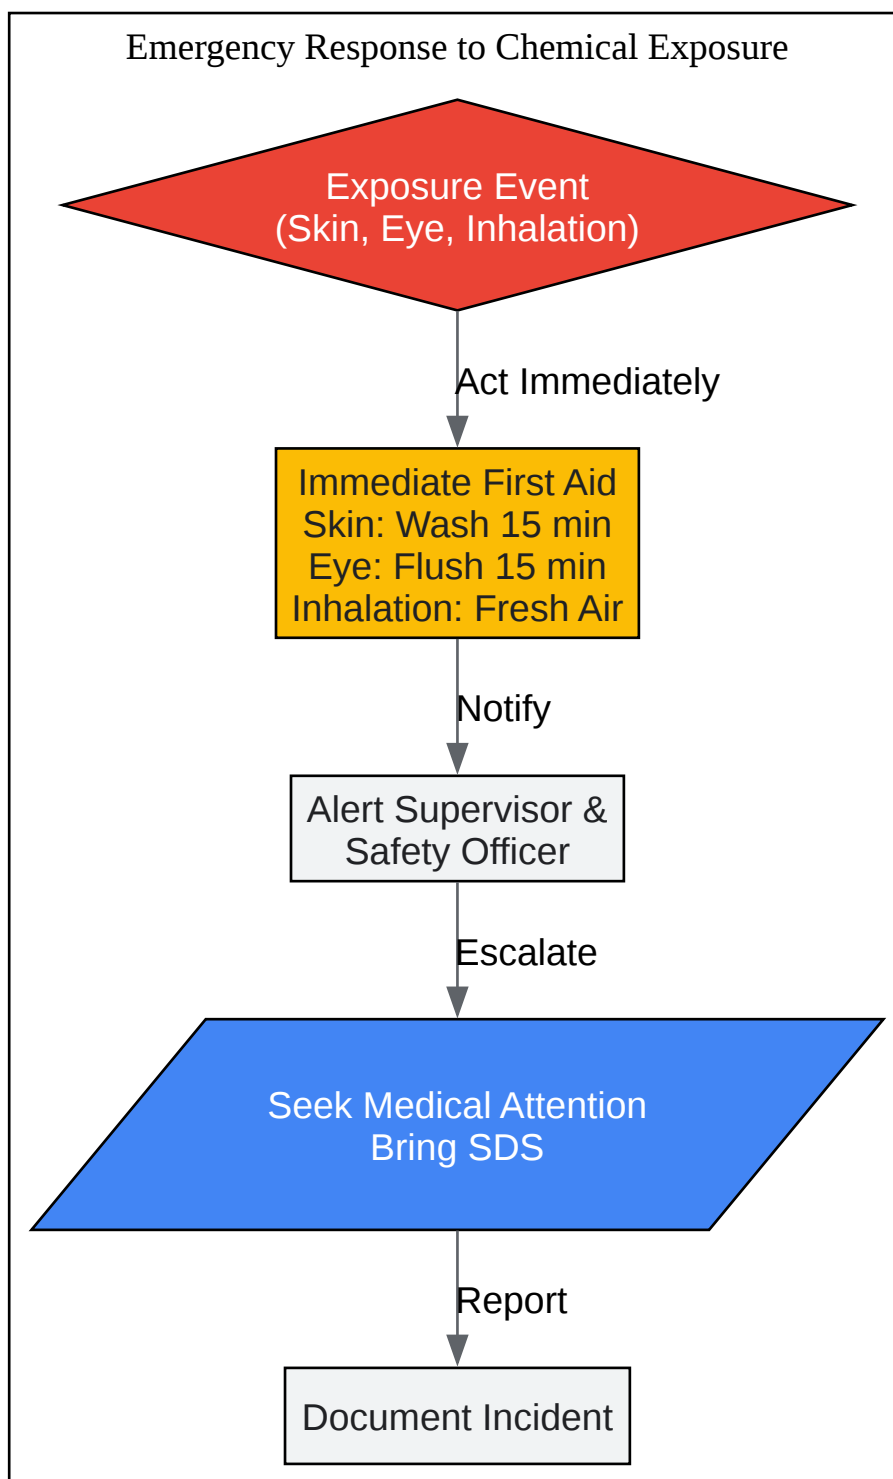 Emergency Response to Chemical Exposure
Exposure Event
(Skin, Eye, Inhalation)
Act Immediately
Immediate First Aid
Skin: Wash 15 min
Eye: Flush 15 min
Inhalation: Fresh Air
Notify
Alert Supervisor &
Safety Officer
Escalate
Seek Medical Attention
Bring SDS
Report
Document Incident